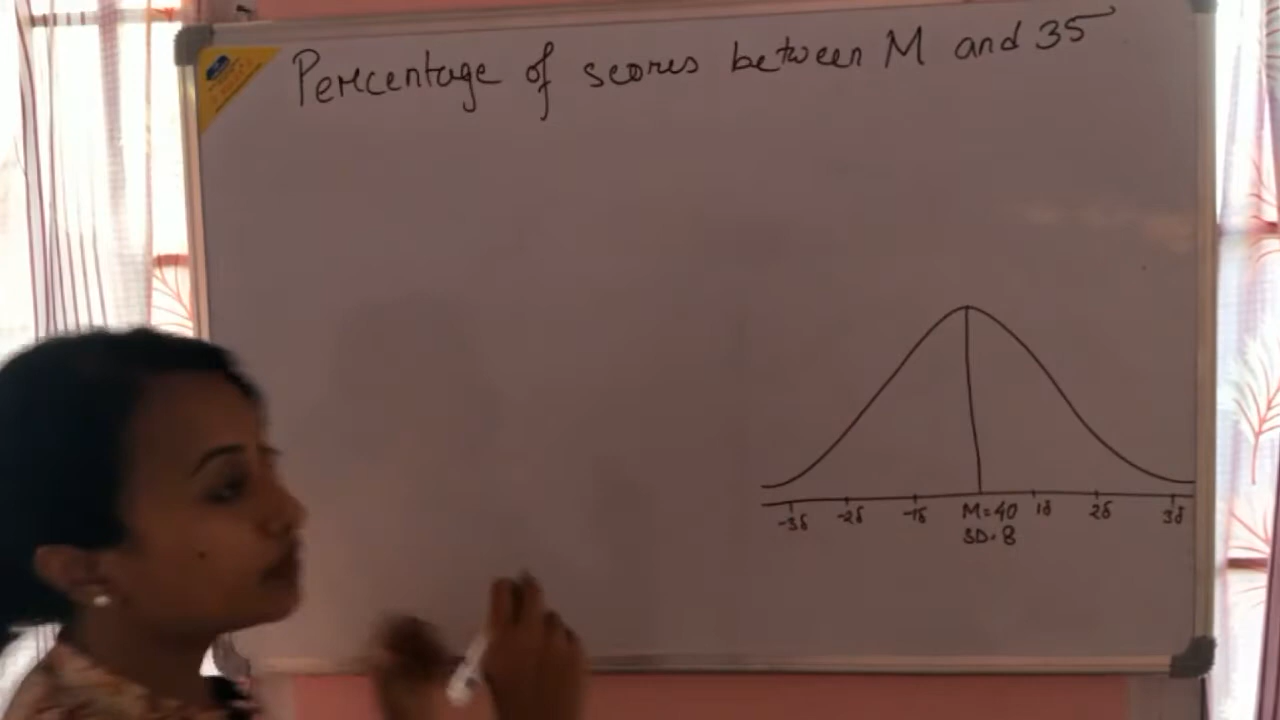 Percentage of scores between M and 35
-3δ -2δ -1δ M=40 1δ 2δ 3δ
SD=8